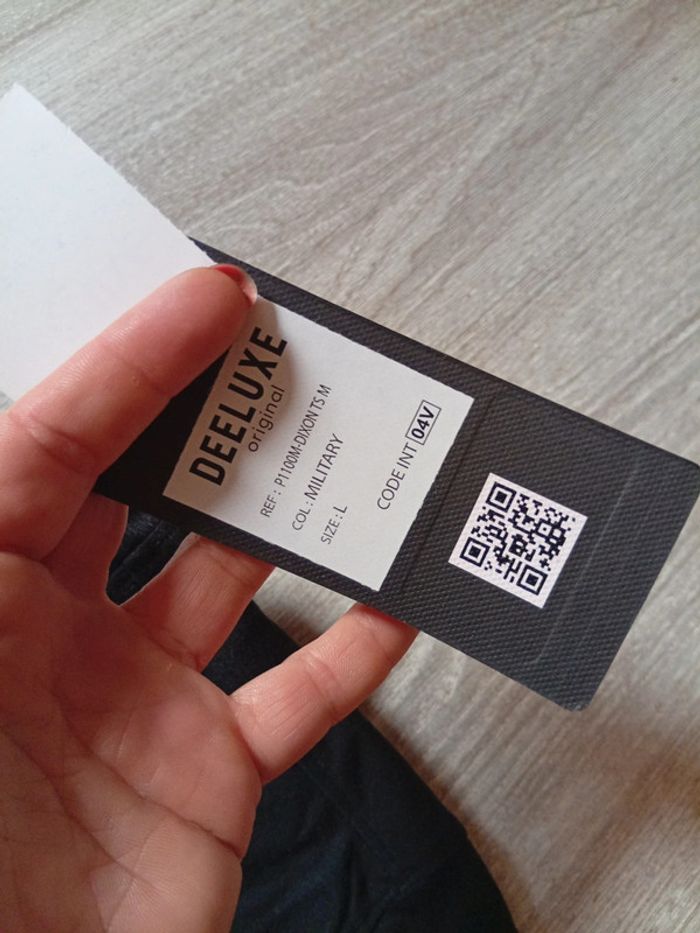 DEELUXE
original
REF : P1100M-DIXON TS M
COL : MILITARY
SIZE : L
CODE INT 04V